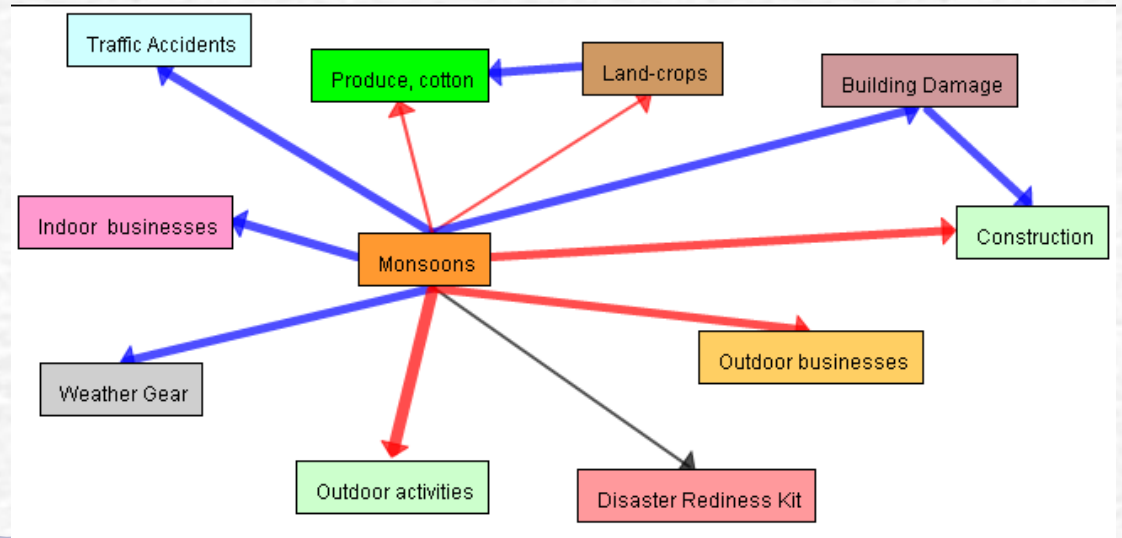 Traffic Accidents
Produce, cotton
Land-crops
Building Damage
Indoor businesses
Monsoons
Construction
Weather Gear
Outdoor businesses
Outdoor activities
Disaster Rediness Kit